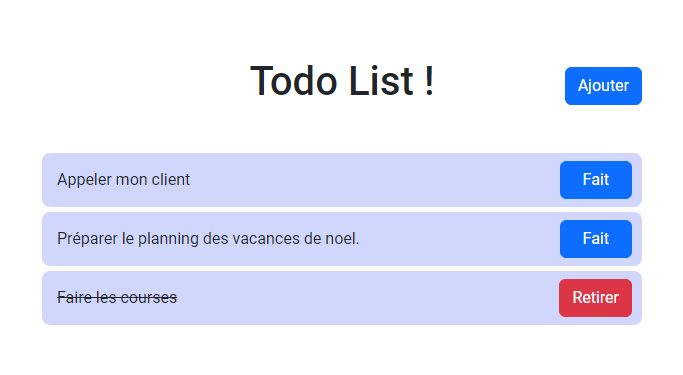 Todo List !
Ajouter
Appeler mon client
Fait
Préparer le planning des vacances de noel.
Fait
Faire les courses
Retirer